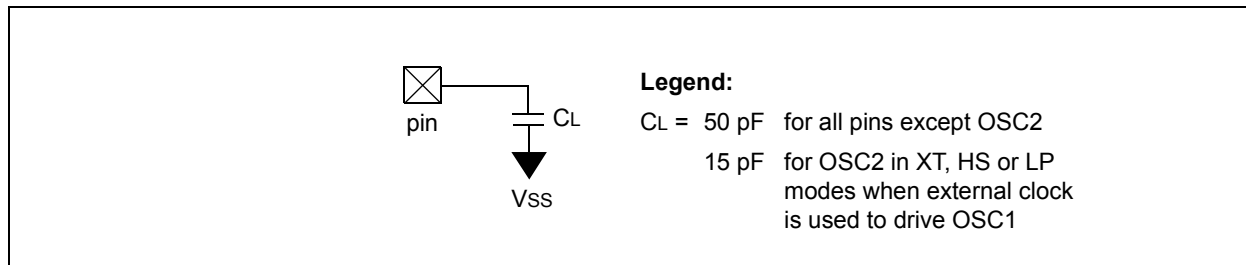 pin
CL
VSS
Legend:
CL = 50 pF for all pins except OSC2
15 pF for OSC2 in XT, HS or LP
modes when external clock
is used to drive OSC1